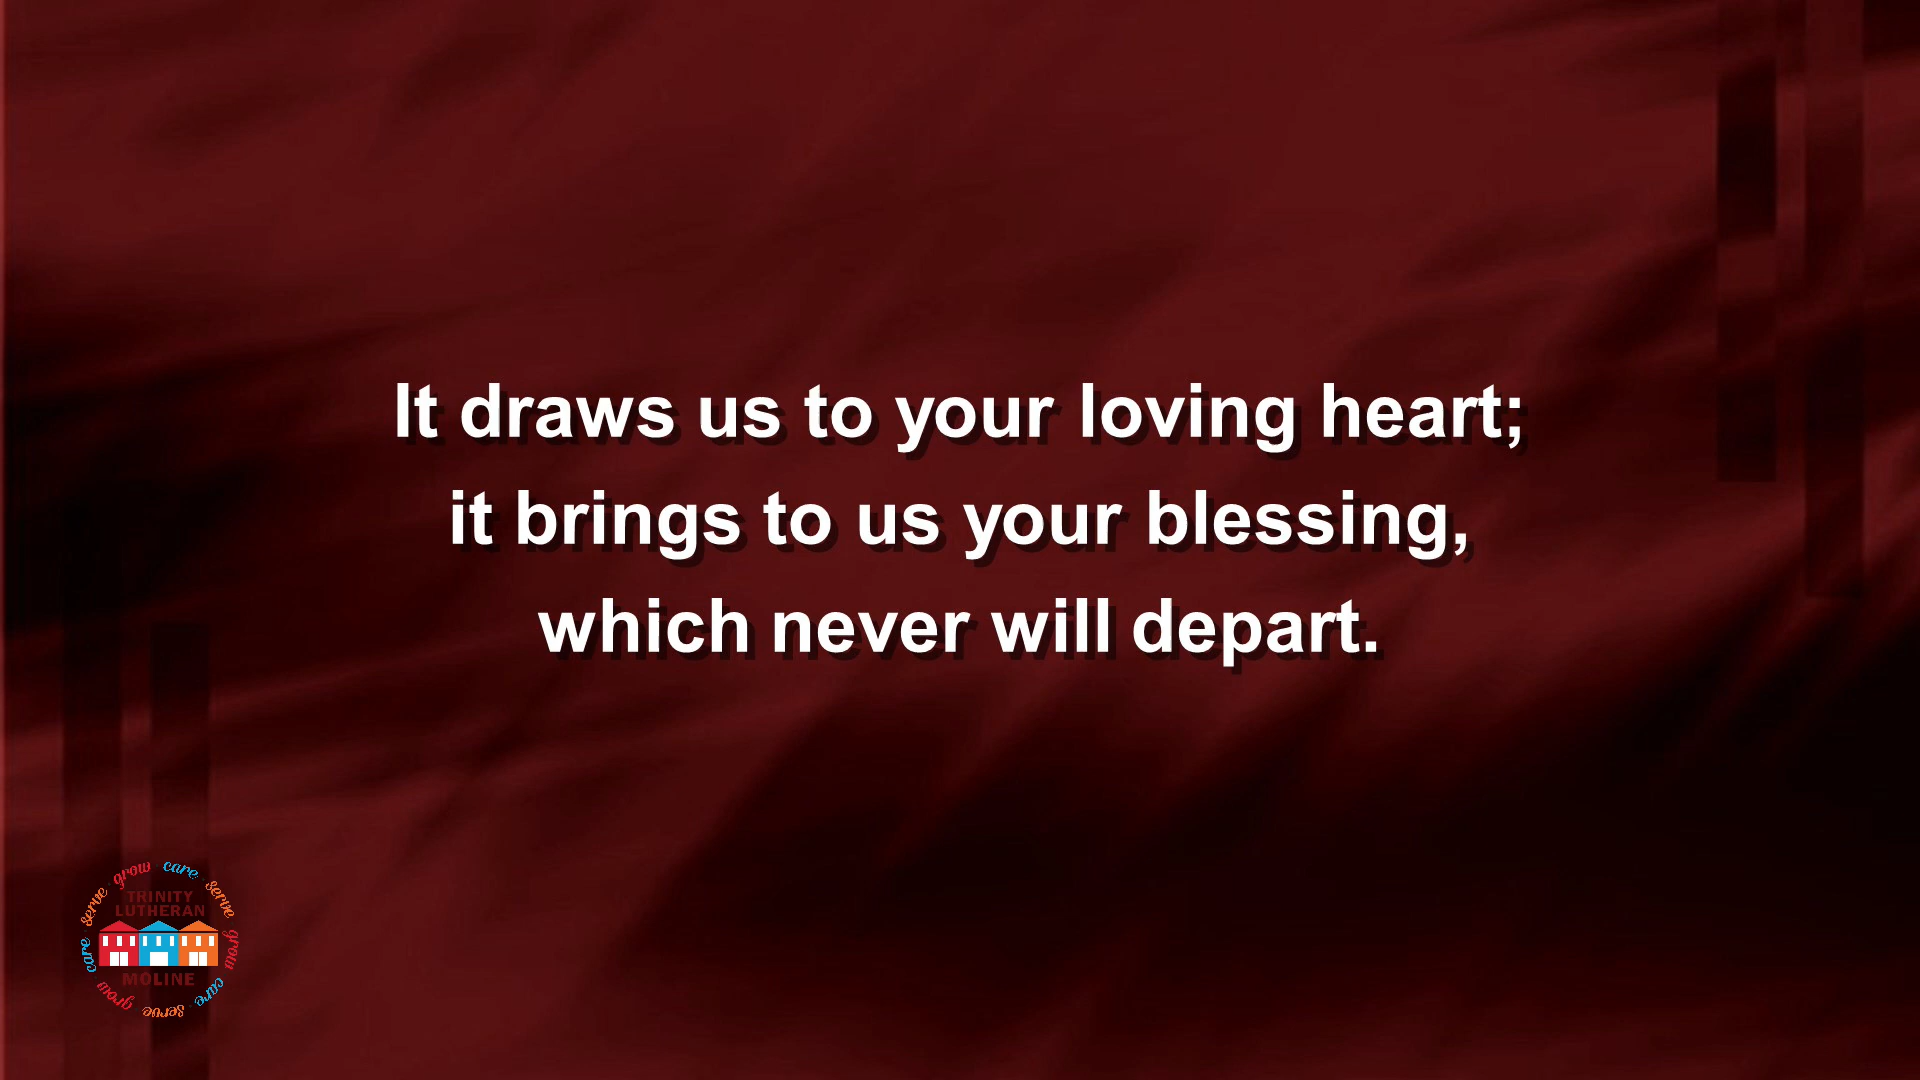 It draws us to your loving heart;
it brings to us your blessing,
which never will depart.
grow care serve grow care serve grow care serve
TRINITY
LUTHERAN
MOLINE